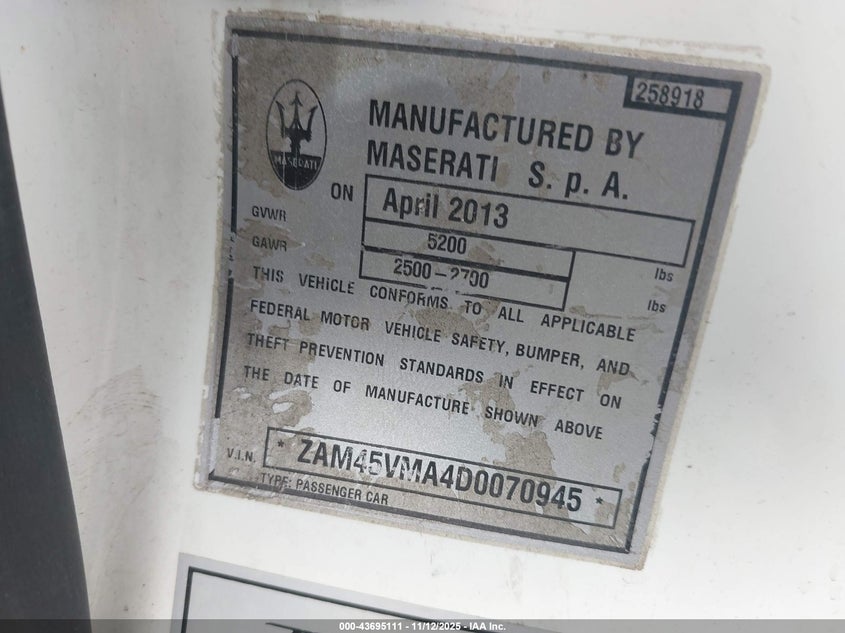 258918
MASERATI
MANUFACTURED BY
MASERATI S. p. A.
ON April 2013
GVWR 5200 lbs
GAWR 2500-2700 lbs
THIS VEHICLE CONFORMS TO ALL APPLICABLE
FEDERAL MOTOR VEHICLE SAFETY, BUMPER, AND
THEFT PREVENTION STANDARDS IN EFFECT ON
THE DATE OF MANUFACTURE SHOWN ABOVE
V.I.N. * ZAM45VMA4D0070945 *
TYPE: PASSENGER CAR
000-43695111 - 11/12/2025 - IAA Inc.